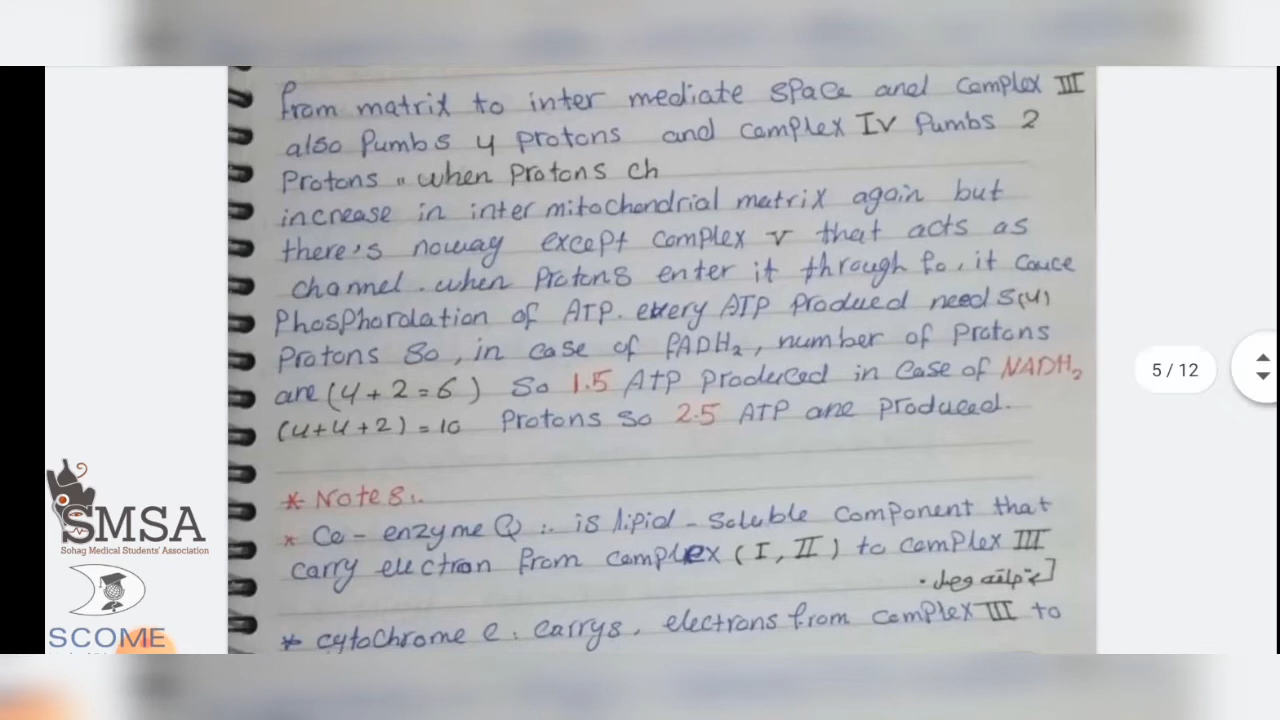 from matrix to inter mediate space and complex III
also Pumbs 4 protons and complex IV Pumbs 2
Protons " when Protons ch
increase in inter mitochondrial matrix again but
there's noway except complex V that acts as
channel. when Protons enter it through fo, it cauce
Phosphorolation of ATP. every ATP produed needs (4)
Protons so, in case of fADH₂, number of protons
are (4+2=6) so 1.5 Atp produced in case of NADH₂
(4+4+2)=10 Protons so 2.5 ATP are produced.
* Notes:.
* Co-enzyme Q:. is lipid-soluble component that
carry electron from complex (I, II) to complex III
* cytochrome c: carrys, electrons from complex III to
5 / 12
SMSA
Sohag Medical Students' Association
SCOME